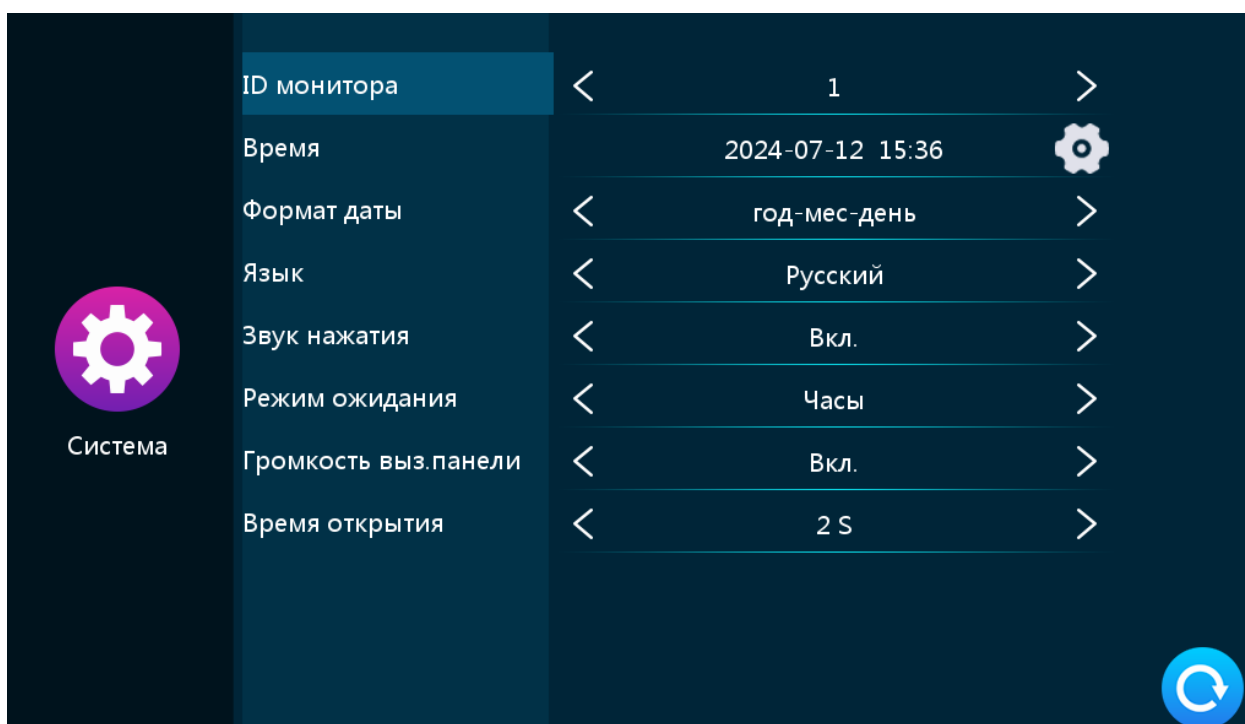 ID монитора
1
Время
2024-07-12 15:36
Формат даты
год-мес-день
Язык
Русский
Звук нажатия
Вкл.
Режим ожидания
Часы
Система
Громкость выз.панели
Вкл.
Время открытия
2 S